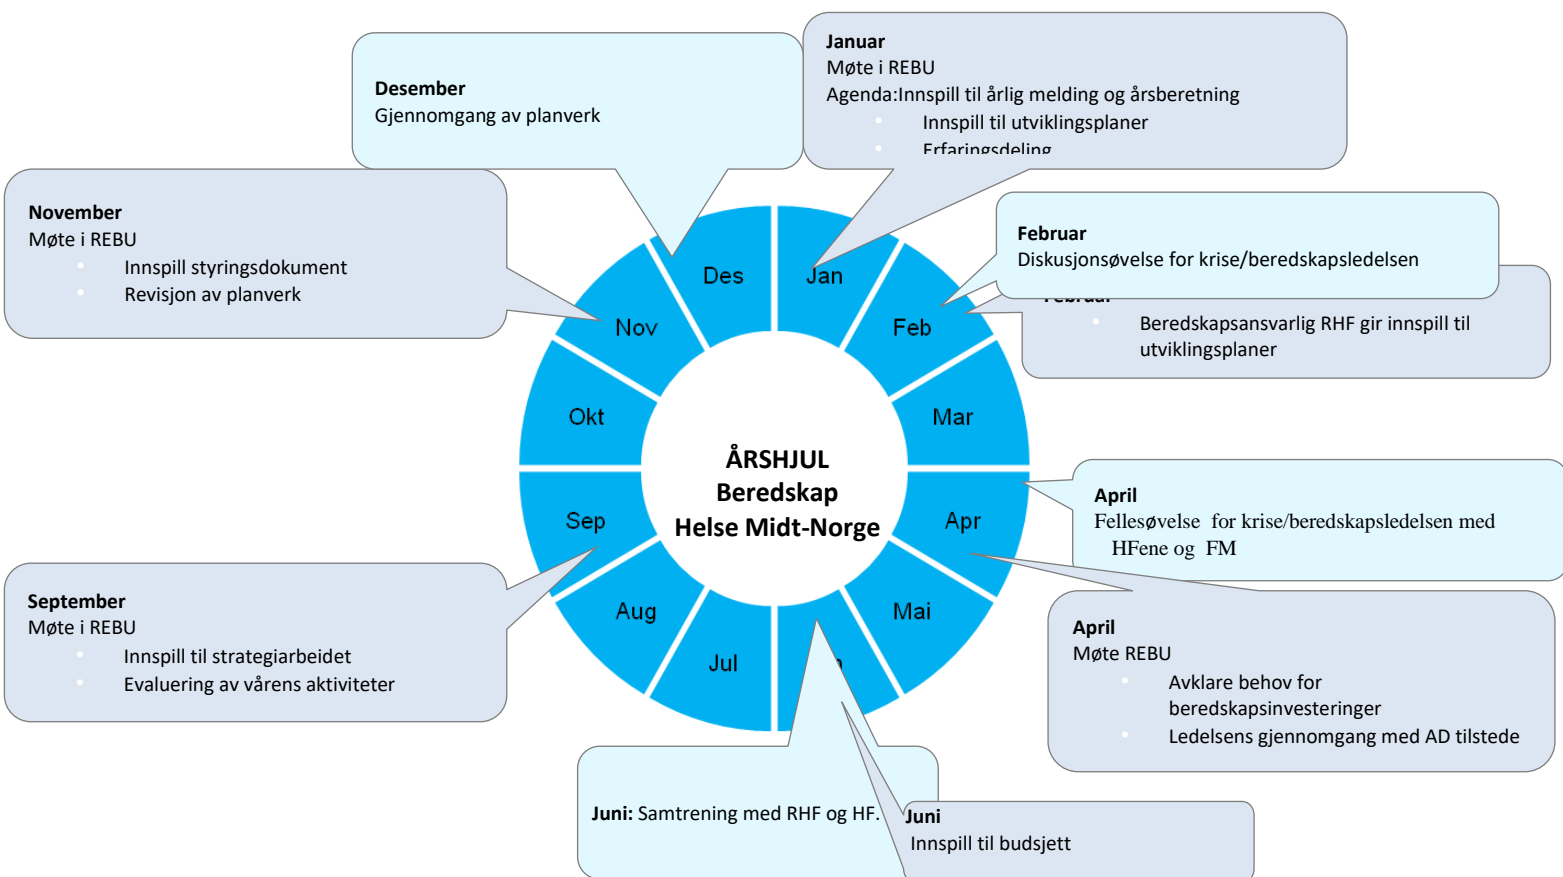 Januar
Møte i REBU
Agenda:Innspill til årlig melding og årsberetning
Innspill til utviklingsplaner
Erfaringsdeling
Desember
Gjennomgang av planverk
November
Møte i REBU
Innspill styringsdokument
Revisjon av planverk
Februar
Diskusjonsøvelse for krise/beredskapsledelsen
Februar
Beredskapsansvarlig RHF gir innspill til
utviklingsplaner
Des
Jan
Nov
Feb
Okt
Mar
ÅRSHJUL
Beredskap
Helse Midt-Norge
Sep
Apr
Aug
Mai
Jul
n
April
Fellesøvelse for krise/beredskapsledelsen med
HFene og FM
September
Møte i REBU
Innspill til strategiarbeidet
Evaluering av vårens aktiviteter
April
Møte REBU
Avklare behov for
beredskapsinvesteringer
Ledelsens gjennomgang med AD tilstede
Juni: Samtrening med RHF og HF.
Juni
Innspill til budsjett